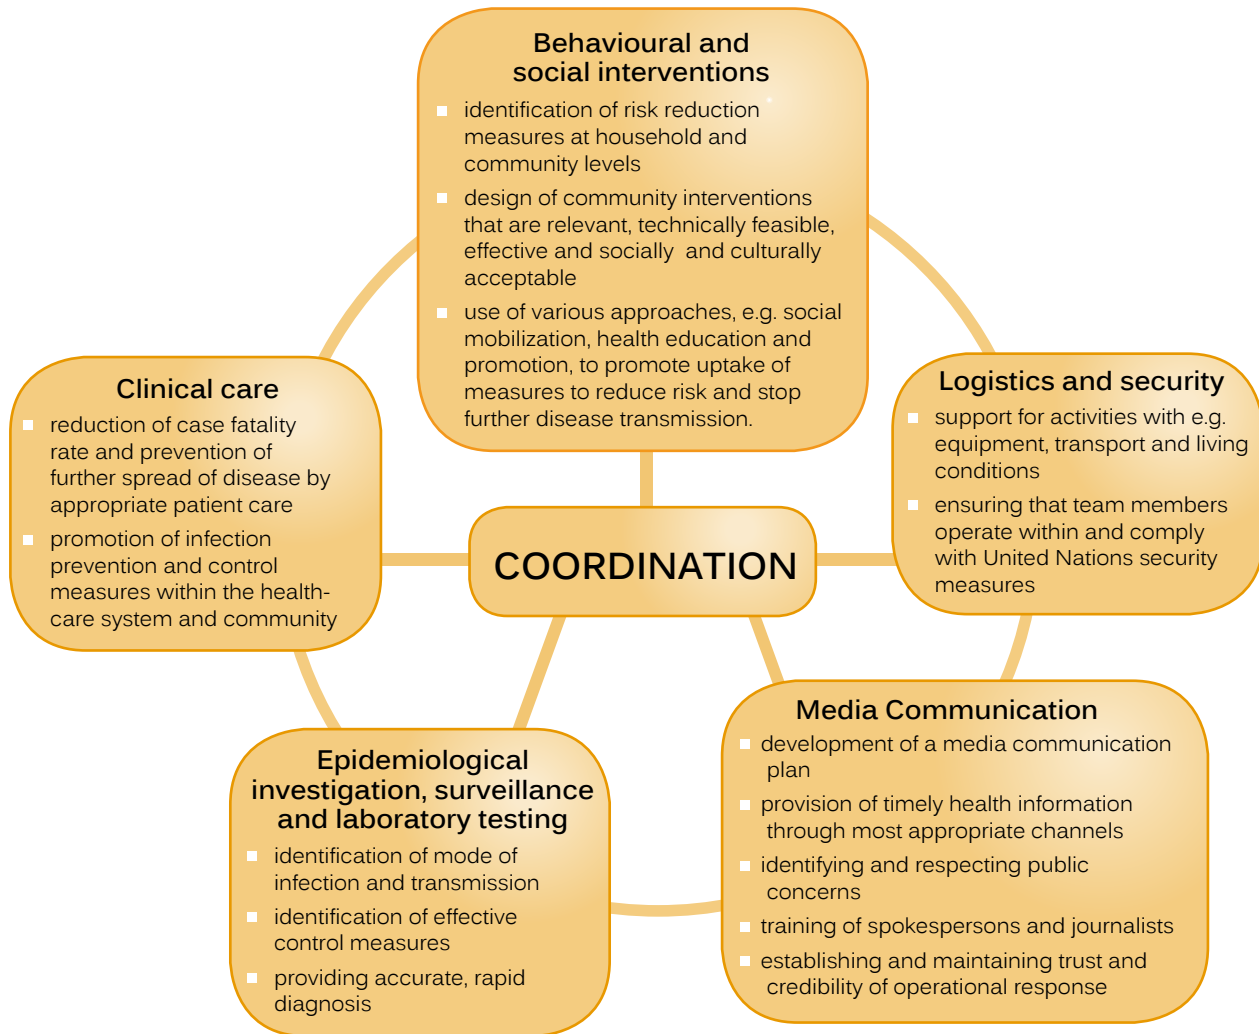 Behavioural and
social interventions
identification of risk reduction
measures at household and
community levels
design of community interventions
that are relevant, technically feasible,
effective and socially and culturally
acceptable
use of various approaches, e.g. social
mobilization, health education and
promotion, to promote uptake of
measures to reduce risk and stop
further disease transmission.
Clinical care
reduction of case fatality
rate and prevention of
further spread of disease by
appropriate patient care
promotion of infection
prevention and control
measures within the health-
care system and community
Logistics and security
support for activities with e.g.
equipment, transport and living
conditions
ensuring that team members
operate within and comply
with United Nations security
measures
COORDINATION
Epidemiological
investigation, surveillance
and laboratory testing
identification of mode of
infection and transmission
identification of effective
control measures
providing accurate, rapid
diagnosis
Media Communication
development of a media communication
plan
provision of timely health information
through most appropriate channels
identifying and respecting public
concerns
training of spokespersons and journalists
establishing and maintaining trust and
credibility of operational response